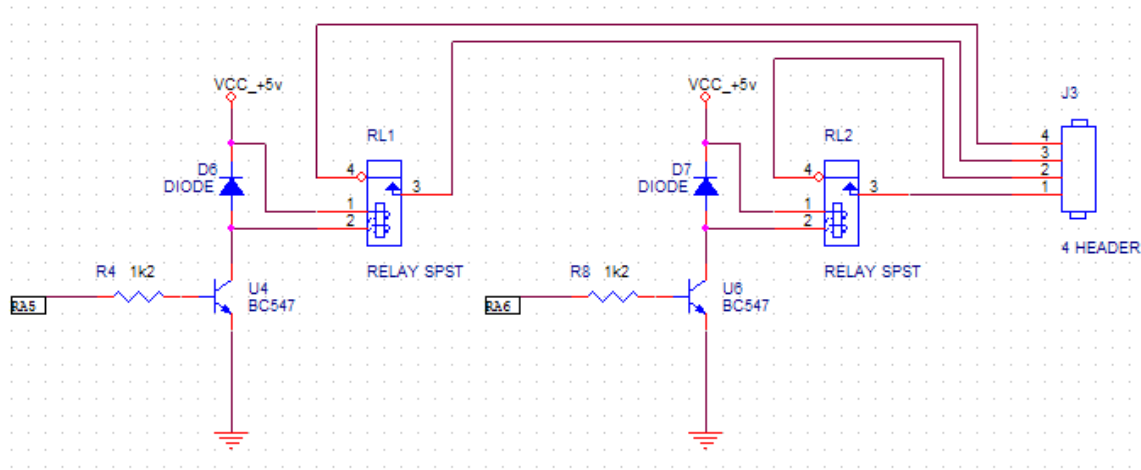 VCC_+5v
VCC_+5v
J3
RL1
RL2
4
D6
DIODE
4
3
D7
DIODE
4
3
3
2
1
1
2
1
2
4 HEADER
R4 1k2
RELAY SPST
R8 1k2
RELAY SPST
U4
BC547
U6
BC547
RA5
RA6